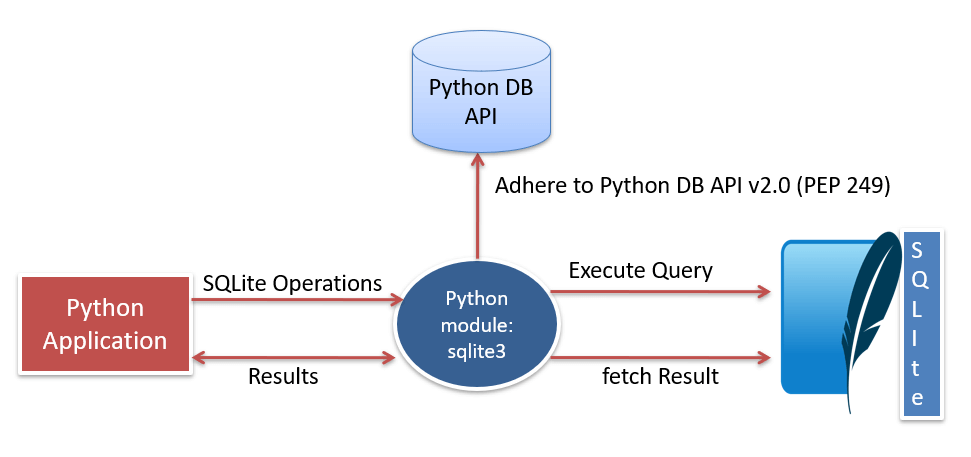 Python DB
API
Adhere to Python DB API v2.0 (PEP 249)
SQLite Operations
Execute Query
Python
Application
Python
module:
sqlite3
Results
fetch Result
SQLite